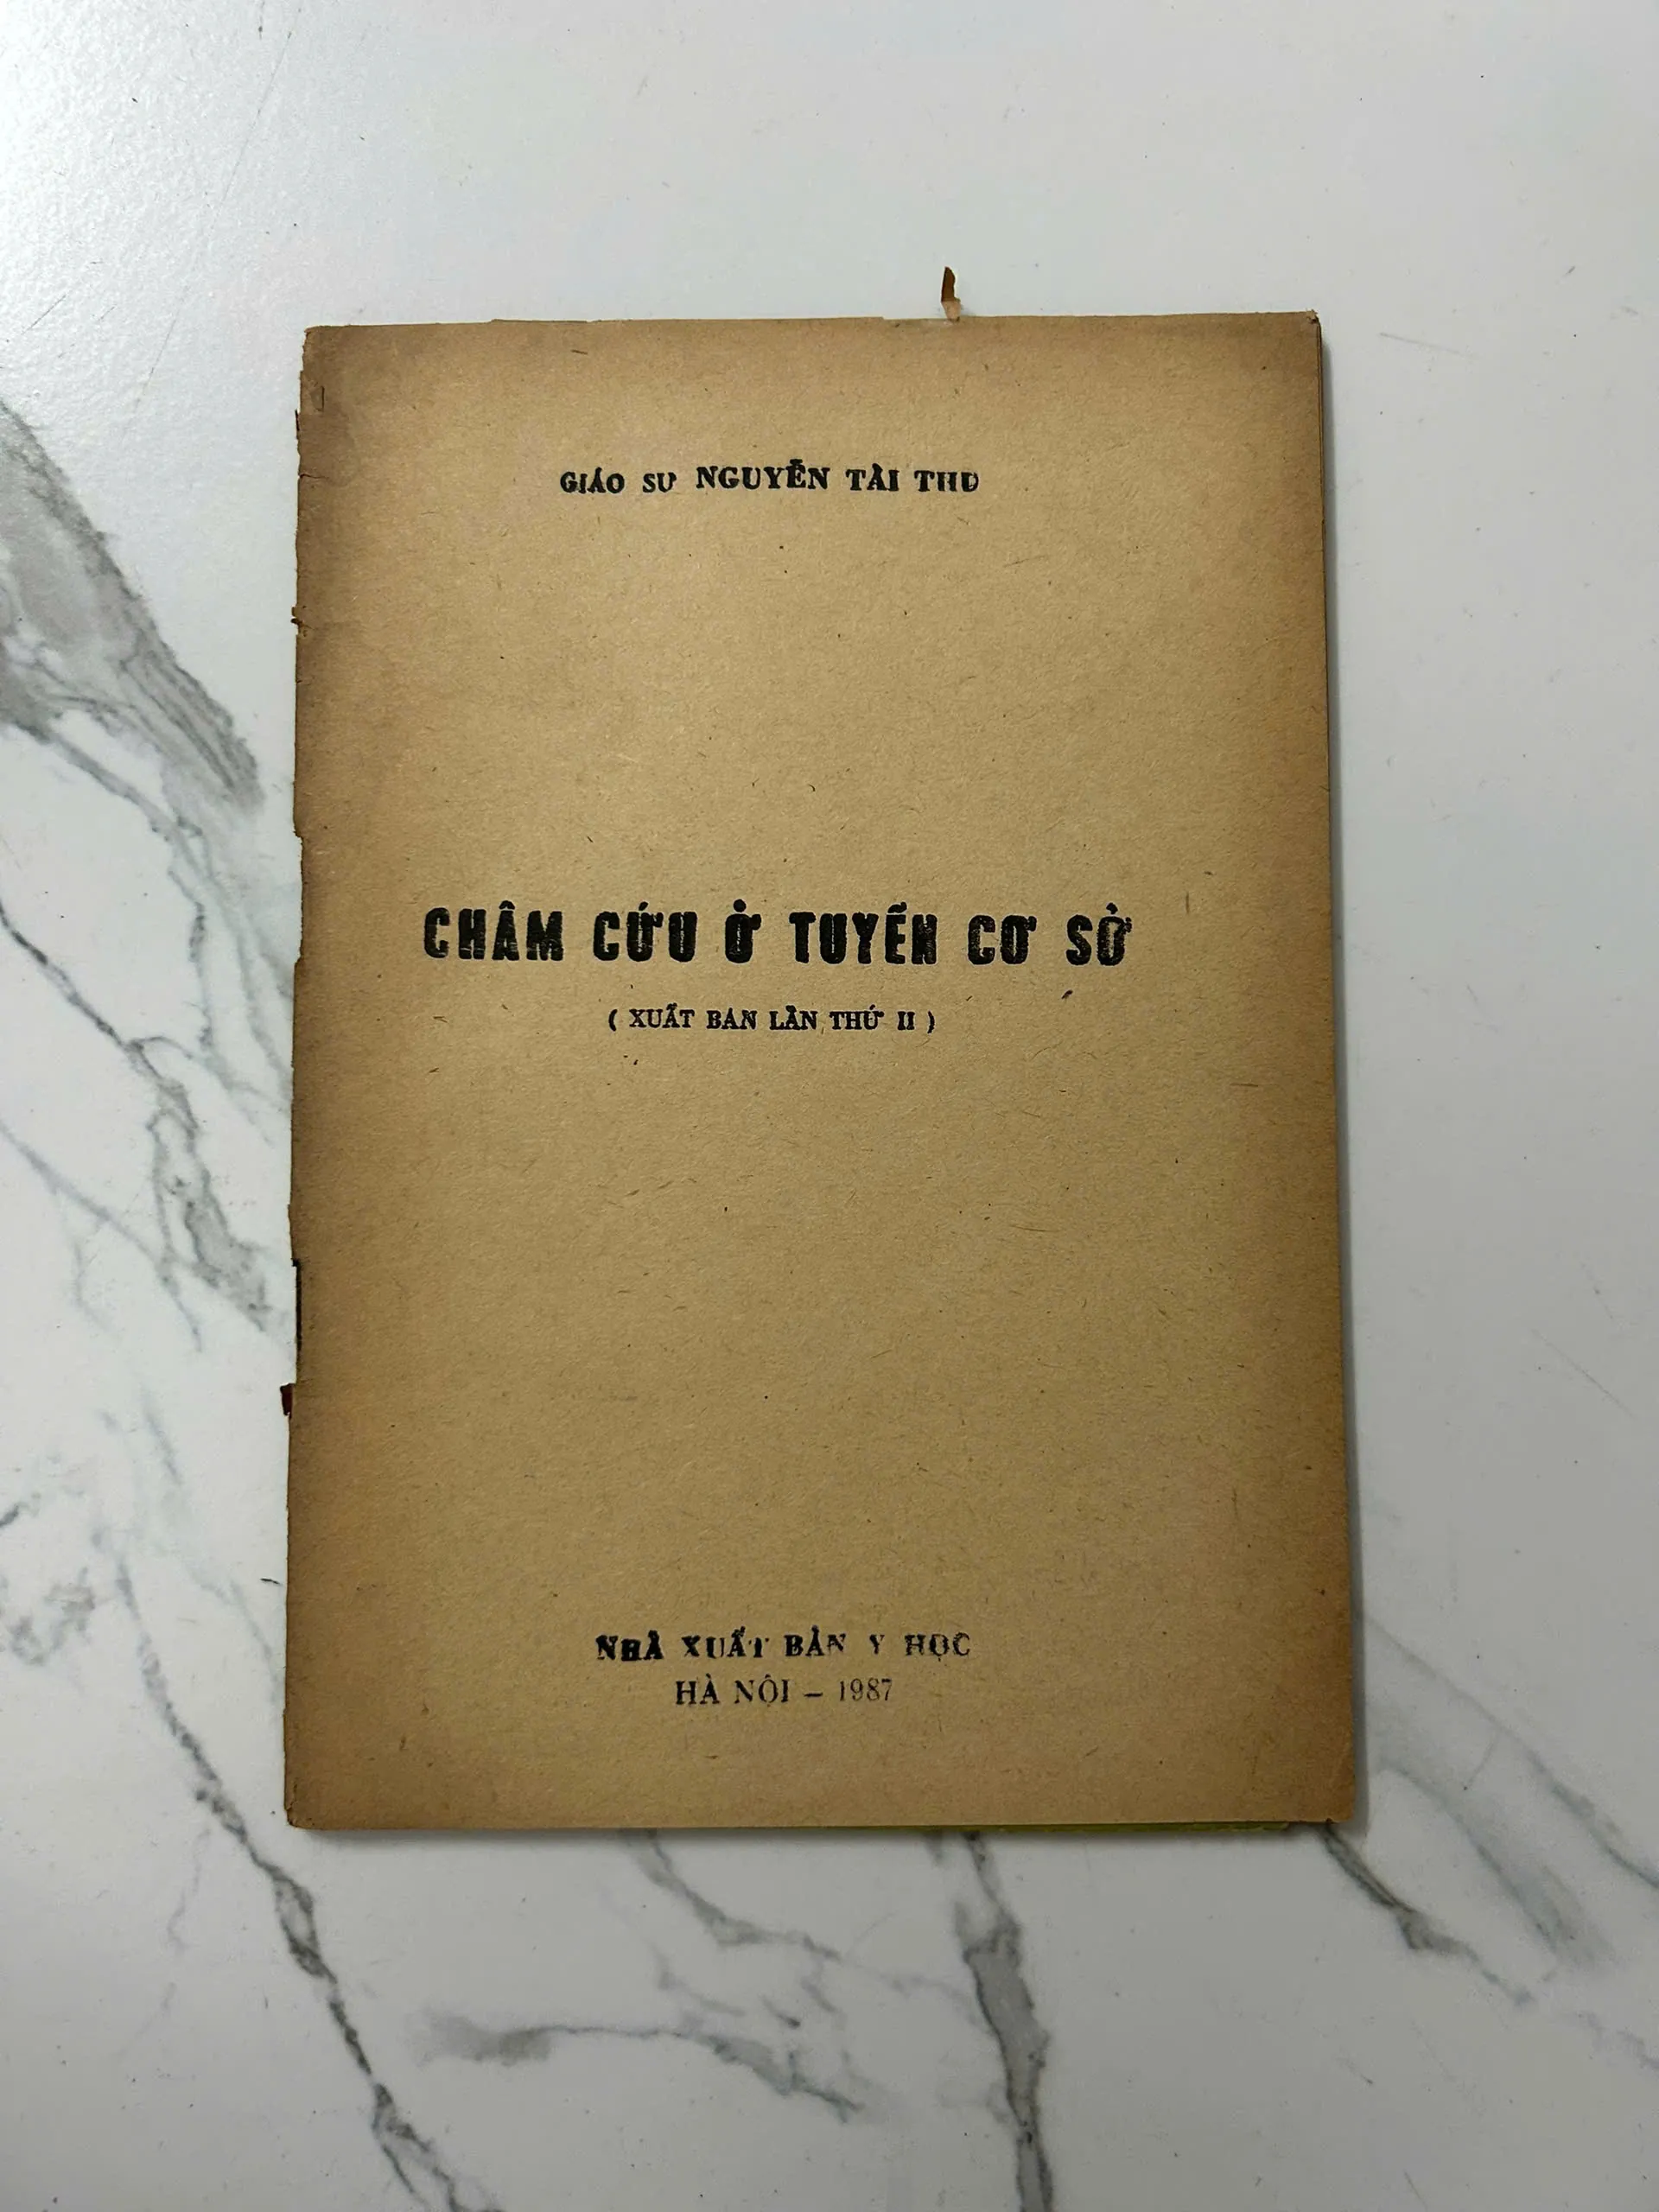 GIÁO SƯ NGUYỄN TÀI THU
CHÂM CỨU Ở TUYẾN CƠ SỞ
( XUẤT BẢN LẦN THỨ II )
NHÀ XUẤT BẢN Y HỌC
HÀ NỘI – 1987